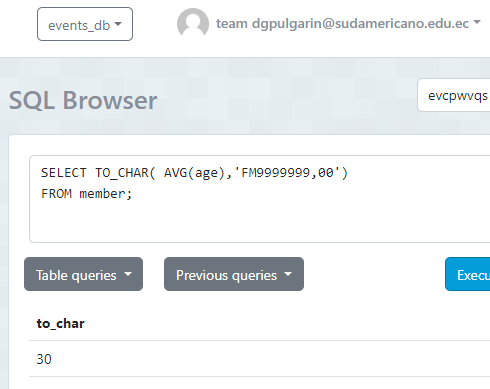 events_db
team dgpulgarin@sudamericano.edu.ec
SQL Browser
evcpwvqs
SELECT TO_CHAR( AVG(age),'FM9999999,00')
FROM member;
Table queries
Previous queries
Execu
to_char
30